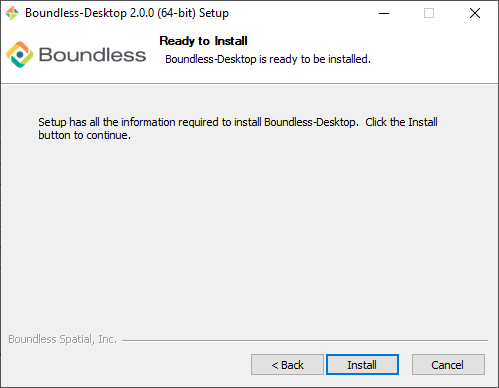 Boundless-Desktop 2.0.0 (64-bit) Setup
Boundless
Ready to Install
Boundless-Desktop is ready to be installed.
Setup has all the information required to install Boundless-Desktop.  Click the Install
button to continue.
Boundless Spatial, Inc.
< Back
Install
Cancel